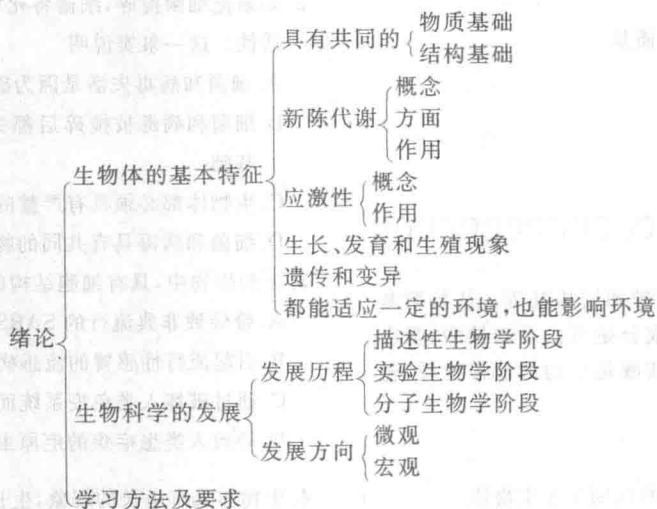 具有共同的
物质基础
结构基础
新陈代谢
概念
方面
作用
生物体的基本特征
应激性
概念
作用
生长、发育和生殖现象
遗传和变异
都能适应一定的环境,也能影响环境
绪论
生物科学的发展
发展历程
描述性生物学阶段
实验生物学阶段
分子生物学阶段
发展方向
微观
宏观
学习方法及要求